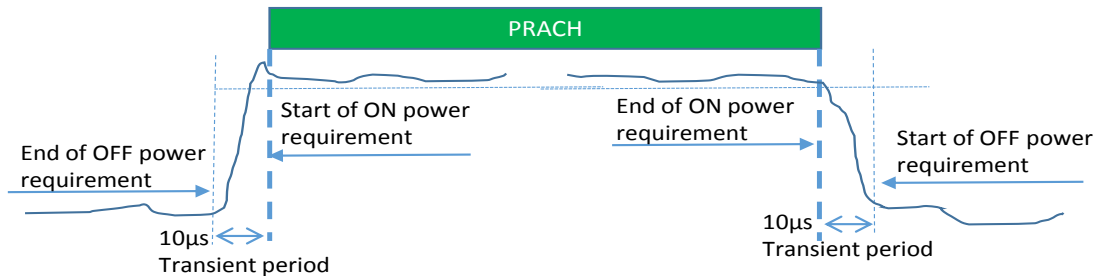 PRACH
Start of ON power
requirement
End of ON power
requirement
End of OFF power
requirement
Start of OFF power
requirement
10µs
Transient period
10µs
Transient period